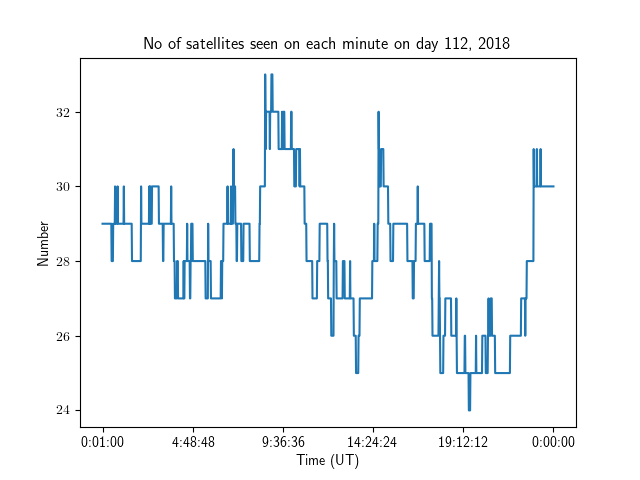 No of satellites seen on each minute on day 112, 2018
32
30
28
26
24
Number
0:01:00 4:48:48 9:36:36 14:24:24 19:12:12 0:00:00
Time (UT)